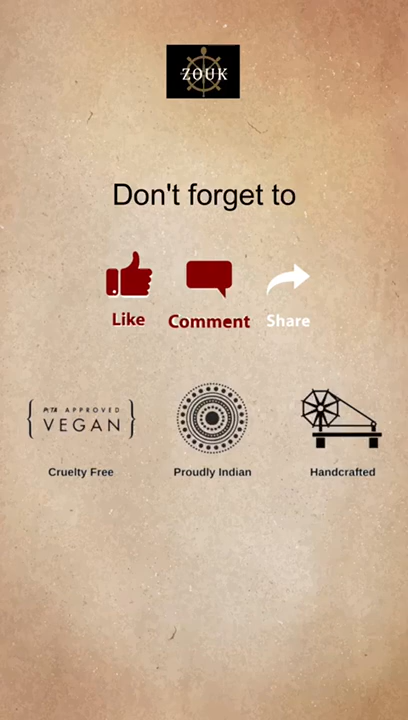 ZOUK
Don't forget to
Like Comment Share
PeTA APPROVED
VEGAN
Cruelty Free Proudly Indian Handcrafted